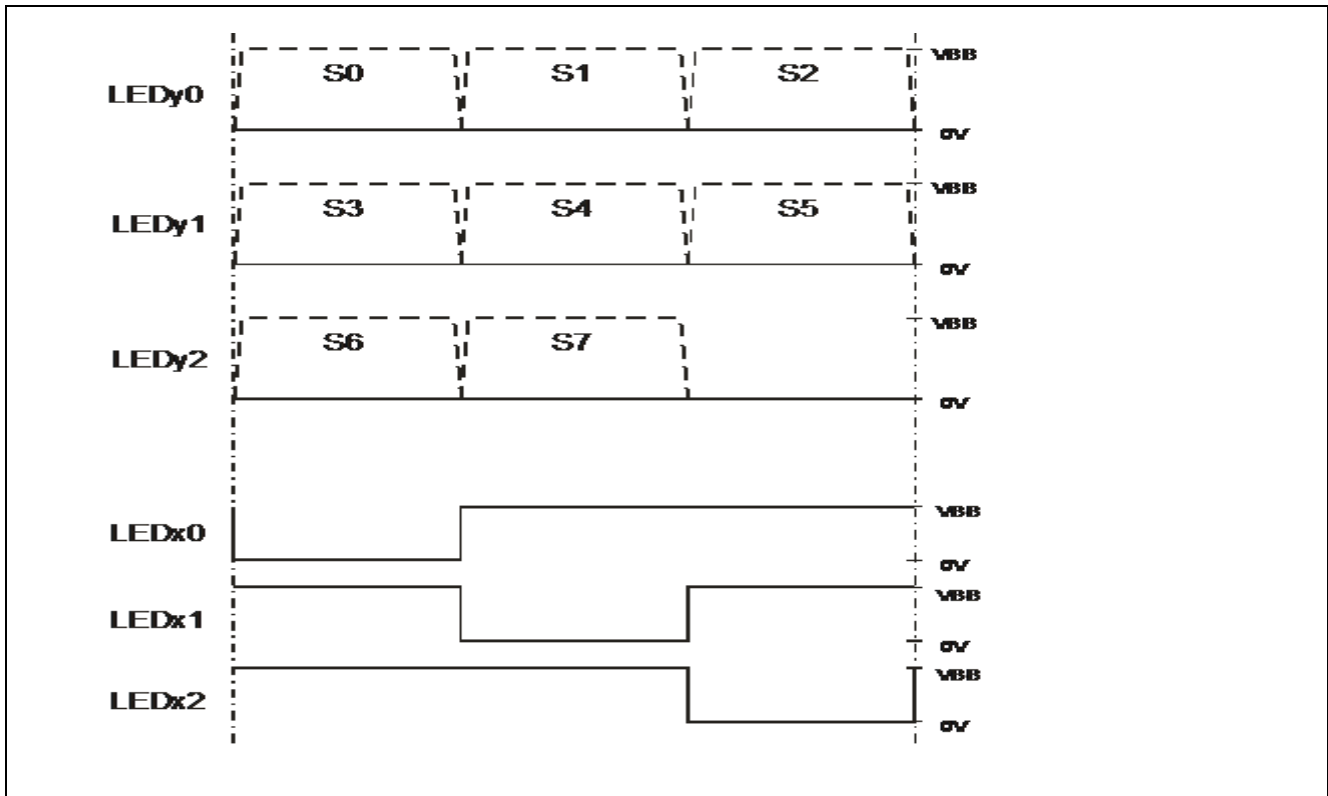 S0 S1 S2 VBB
LEDy0
0V
S3 S4 S5 VBB
LEDy1
0V
S6 S7 VBB
LEDy2
0V
VBB
LEDx0
0V
VBB
LEDx1
0V
VBB
LEDx2
0V